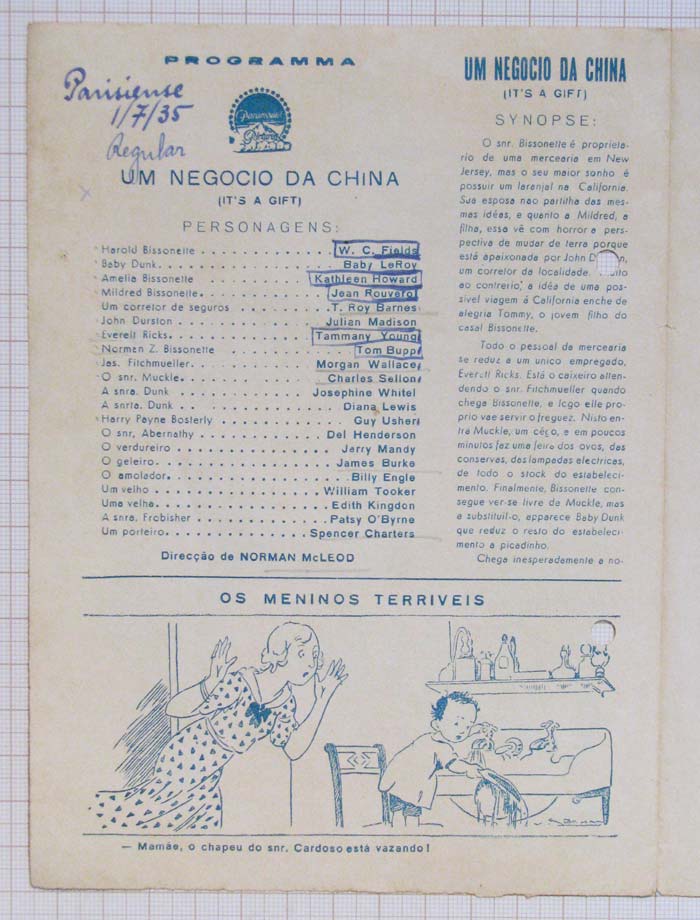 PROGRAMMA
Parisiense
1/7/35
Regular
Paramount
Pictures
UM NEGOCIO DA CHINA
(IT'S A GIFT)
PERSONAGENS:
Harold Bissonette . . . . . . . . . . . . W. C. Fields
Baby Dunk. . . . . . . . . . . . . . . . . Baby LeRoy
Amelia Bissonette . . . . . . . . . Kathleen Howard
Mildred Bissonette. . . . . . . . . . . Jean Rouverol
Um corretor de seguros . . . . . . . T. Roy Barnes
John Durston . . . . . . . . . . . . Julian Madison
Everett Ricks. . . . . . . . . . . . Tammany Young
Normen Z. Bissonette . . . . . . . . . . Tom Bupp
Jas. Fitchmueller. . . . . . . . . . Morgan Wallace
O snr. Muckle. . . . . . . . . . . . Charles Sellon
A snra. Dunk . . . . . . . . . . . Josephine Whitel
A snrta. Dunk . . . . . . . . . . . . . Diana Lewis
Harry Payne Bosterly . . . . . . . . . . Guy Usher
O snr, Abernathy . . . . . . . . . . Del Henderson
O verdureiro . . . . . . . . . . . . . Jerry Mandy
O geleiro. . . . . . . . . . . . . . . James Burke
O amolador. . . . . . . . . . . . . . Billy Engle
Um velho . . . . . . . . . . . . . William Tooker
Uma velha. . . . . . . . . . . . . . Edith Kingdon
A snra. Frobisher . . . . . . . . . . Patsy O'Byrne
Um porteiro. . . . . . . . . . . . Spencer Charters
Direcção de NORMAN McLEOD
UM NEGOCIO DA CHINA
(IT'S A GIFT)
SYNOPSE:
O snr. Bissonette é proprieta-
rio de uma mercearia em New
Jersey, mas o seu maior sonho é
possuir um laranjal na California.
Sua esposa nao partilha das mes-
mas idéas, e quanto a Mildred, a
filha, essa vê com horror a pers-
pectiva de mudar de terra porque
está apaixonada por John
um corretor da localidade.
ao contrerio, a idéa de uma pos-
sivel viagem á California enche de
alegria Tommy, o jovem filho do
casal Bissonette.
Todo o pessoal da mercearia
se reduz a um unico empregado,
Everett Ricks. Está o caixeiro atten-
dendo o snr. Fitchmueller quando
chega Bissonette, e logo elle pro-
prio vae servir o freguez. Nisto en-
tra Muckle, um cégo, e em poucos
minutos faz uma feira dos ovos, das
conservas, das lampadas electricas,
de todo o stock do estabeleci-
mento. Finalmente, Bissonette con-
segue ver-se livre de Muckle, mas
a substituil-o, apparece Baby Dunk
que reduz o resto do estabeleci-
mento a picadinho.
Chega inesperademente a no-
OS MENINOS TERRIVEIS
— Mamãe, o chapeu do snr. Cardoso está vazando!